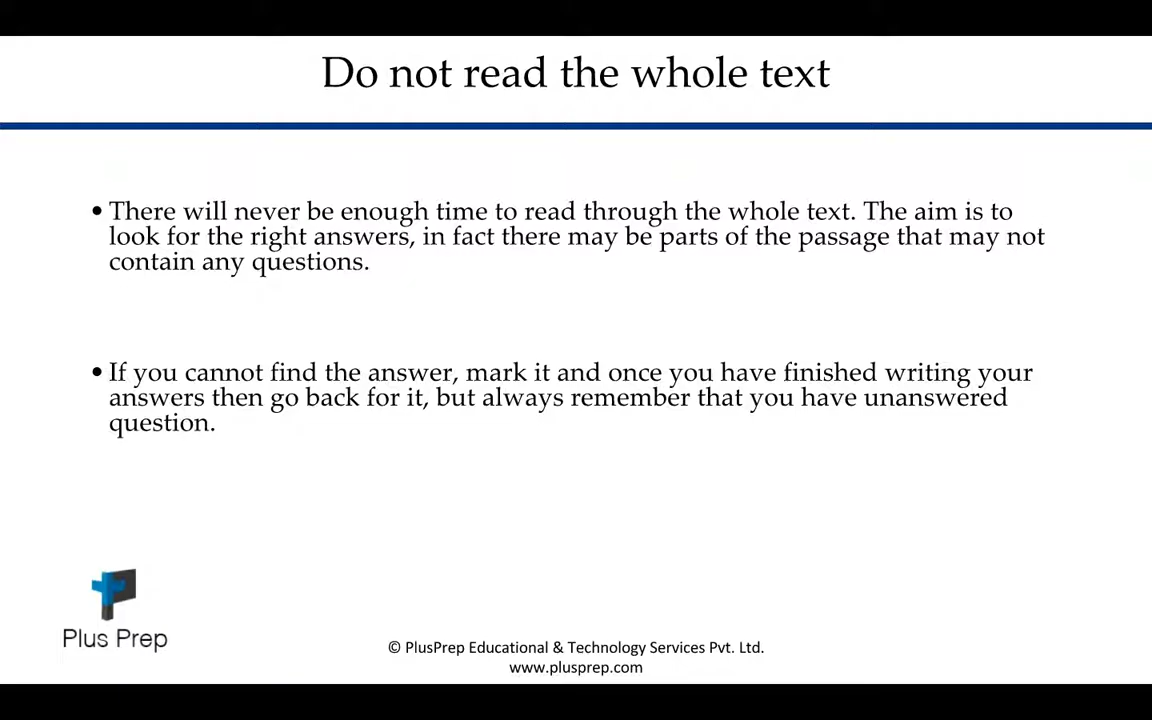 Do not read the whole text
• There will never be enough time to read through the whole text. The aim is to
look for the right answers, in fact there may be parts of the passage that may not
contain any questions.
• If you cannot find the answer, mark it and once you have finished writing your
answers then go back for it, but always remember that you have unanswered
question.
Plus Prep
© PlusPrep Educational & Technology Services Pvt. Ltd.
www.plusprep.com